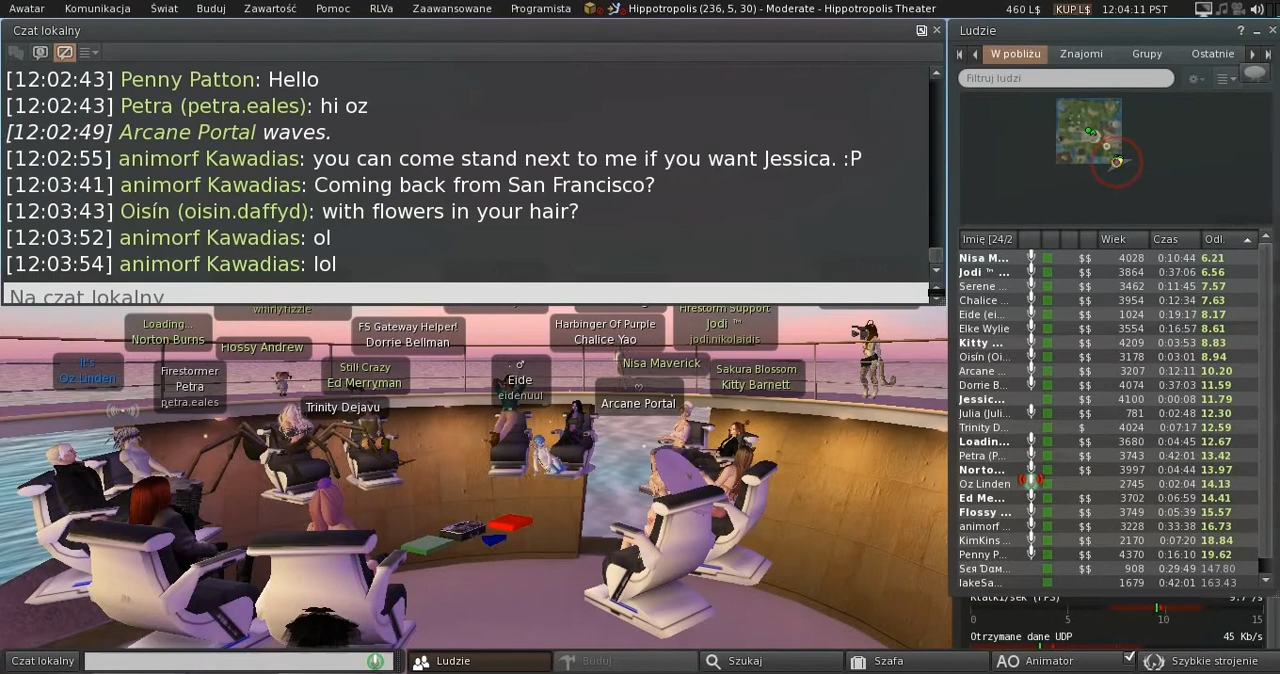 Awatar Komunikacja Świat Buduj Zawartość Pomoc RLVa Zaawansowane Programista Hippotropolis (236, 5, 30) - Moderate - Hippotropolis Theater 460 L$ KUP L$ 12:04:11 PST
Czat lokalny
[12:02:43] Penny Patton: Hello
[12:02:43] Petra (petra.eales): hi oz
[12:02:49] Arcane Portal waves.
[12:02:55] animorf Kawadias: you can come stand next to me if you want Jessica. :P
[12:03:41] animorf Kawadias: Coming back from San Francisco?
[12:03:43] Oisín (oisin.daffyd): with flowers in your hair?
[12:03:52] animorf Kawadias: ol
[12:03:54] animorf Kawadias: lol
Na czat lokalny
whirly.fizzle
Loading...
Norton Burns
Flossy Andrew
FS Gateway Helper!
Dorrie Bellman
Harbinger Of Purple
Chalice Yao
Firestorm Support
Jodi ™
jodi.nikolaidis
It's
Oz Linden
Firestormer
Petra
petra.eales
Still Crazy
Ed Merryman
Trinity Dejavu
♂
Eide
eidenuul
Nisa Maverick
♡
Arcane Portal
Sakura Blossom
Kitty Barnett
Ludzie
W pobliżu Znajomi Grupy Ostatnie
Filtruj ludzi
Imię [24/2 Wiek Czas Odl.
Nisa M... $$ 4028 0:10:44 6.21
Jodi ™ ... $$ 3864 0:37:06 6.56
Serene ... $$ 3462 0:11:45 7.57
Chalice ... $$ 3954 0:12:34 7.63
Eide (ei... $$ 1024 0:19:17 8.17
Elke Wylie $$ 3554 0:16:57 8.61
Kitty ... $$ 4209 0:03:53 8.83
Oisín (Oi... $$ 3178 0:03:01 8.94
Arcane ... $$ 3207 0:12:11 10.20
Dorrie B... $$ 4074 0:37:03 11.59
Jessic... $$ 4100 0:00:08 11.79
Julia (Juli... $$ 781 0:02:48 12.30
Trinity D... $ 4024 0:07:17 12.59
Loadin... $$ 3680 0:04:45 12.67
Petra (P... $$ 3743 0:42:01 13.42
Norto... $$ 3997 0:04:44 13.97
Oz Linden 2745 0:02:04 14.13
Ed Me... $$ 3702 0:06:59 14.41
Flossy ... $$ 3749 0:05:39 15.57
animorf ... $$ 3228 0:33:38 16.73
KimKins ... $$ 2170 0:07:20 18.84
Penny P... $$ 4370 0:16:10 19.62
$$ 908 0:29:49 147.80
lakeSa... 1679 0:42:01 163.43
Klatki/sek (FPS) 9.7 /s
0 5 10 15
Otrzymane dane UDP 45 Kb/s
Czat lokalny Ludzie Buduj Szukaj Szafa AO Animator Szybkie strojenie